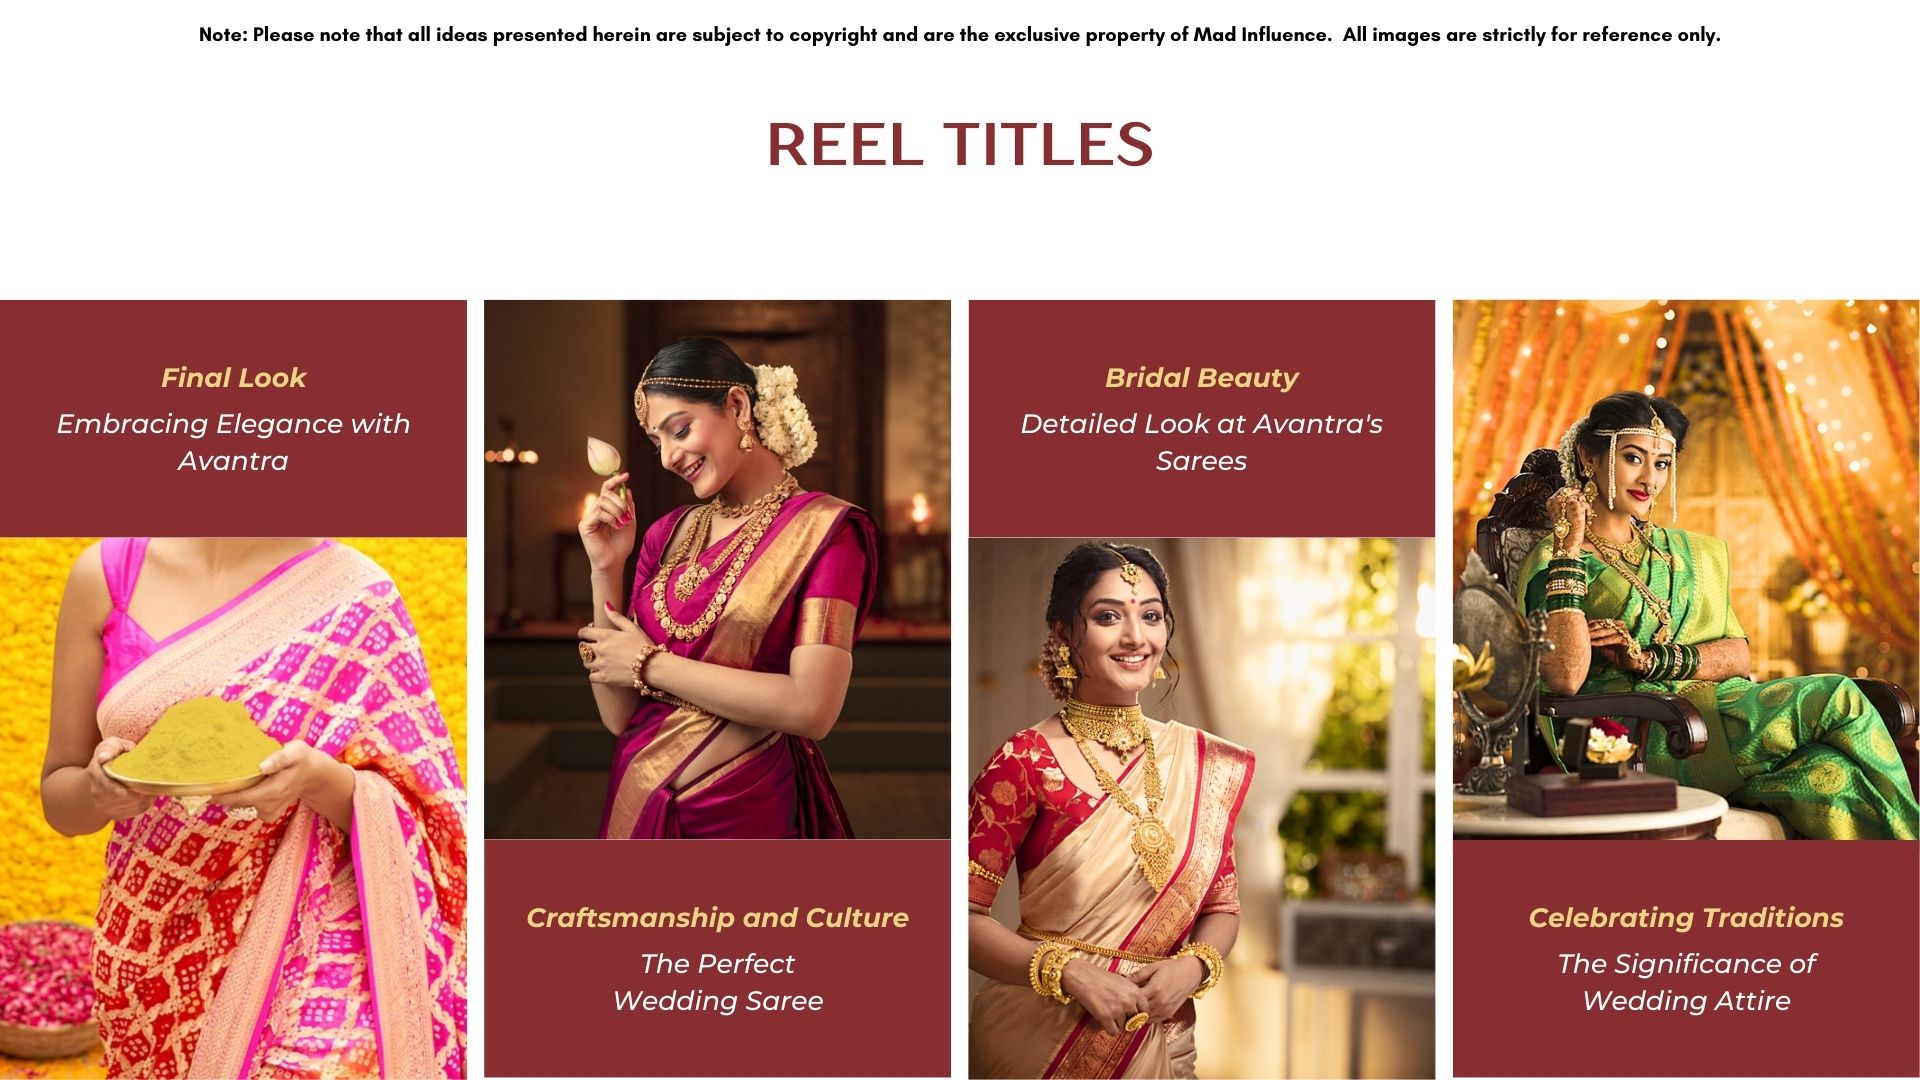 Note: Please note that all ideas presented herein are subject to copyright and are the exclusive property of Mad Influence.  All images are strictly for reference only.
REEL TITLES
Final Look
Embracing Elegance with
Avantra
Craftsmanship and Culture
The Perfect
Wedding Saree
Bridal Beauty
Detailed Look at Avantra's
Sarees
Celebrating Traditions
The Significance of
Wedding Attire